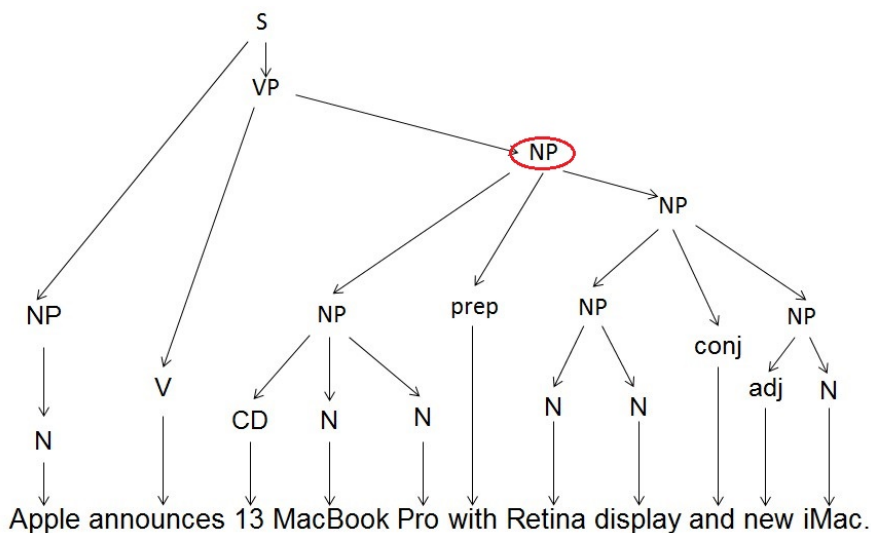 S
VP
NP
NP
NP NP prep NP NP
conj
V adj N
CD N N N N
N
Apple announces 13 MacBook Pro with Retina display and new iMac.